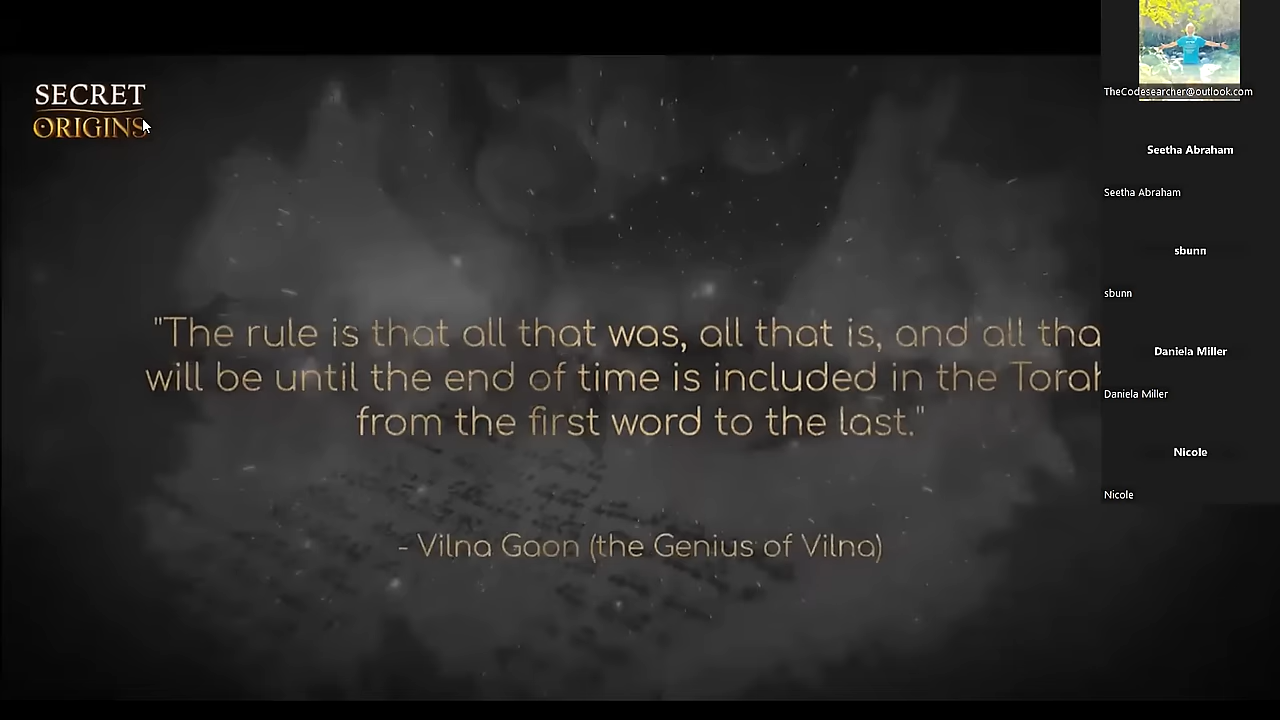 SECRET
ORIGINS
"The rule is that all that was, all that is, and all tha
will be until the end of time is included in the Torah
from the first word to the last."
- Vilna Gaon (the Genius of Vilna)
TheCodesearcher@outlook.com
Seetha Abraham
Seetha Abraham
sbunn
sbunn
Daniela Miller
Daniela Miller
Nicole
Nicole